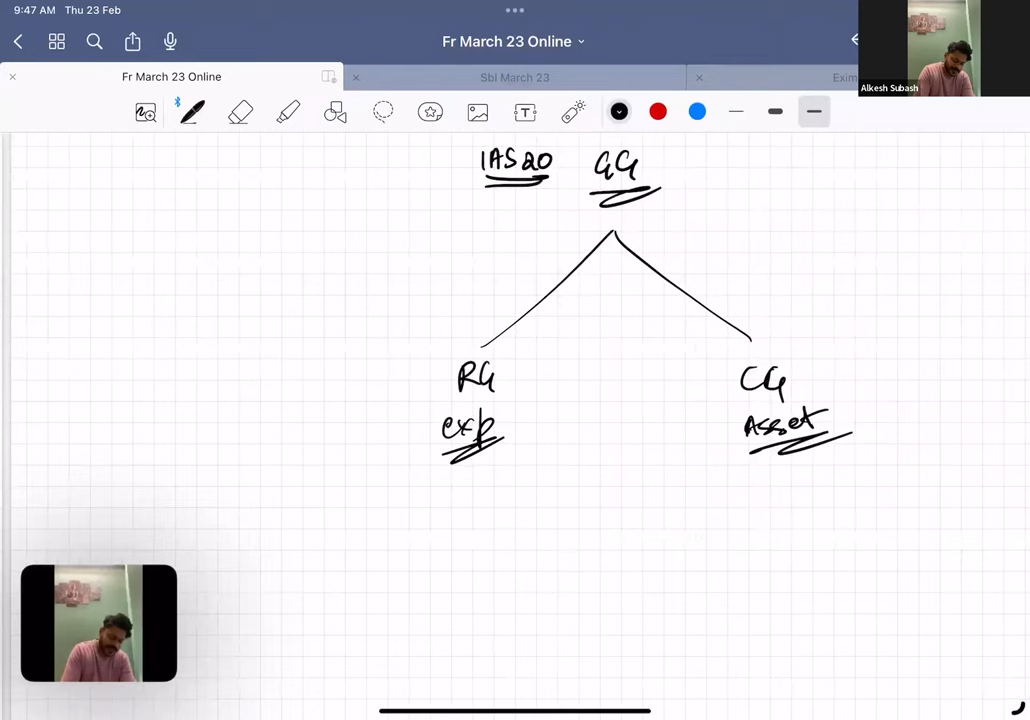 9:47 AM Thu 23 Feb
Fr March 23 Online
Alkesh Subash
Fr March 23 Online
Sbl March 23
Exim
IAS 20 GG
RG CG
exp Asset